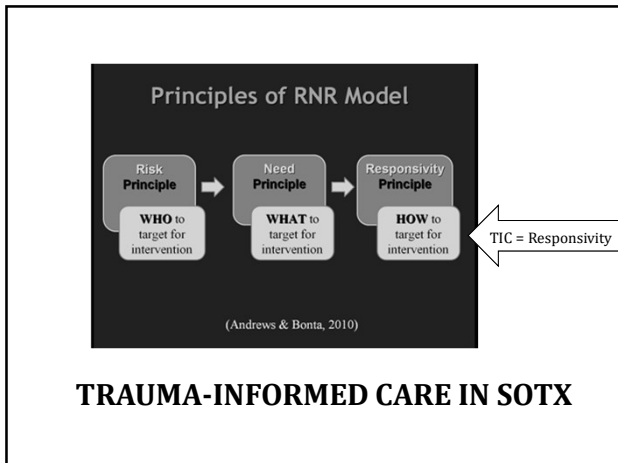 Principles of RNR Model
Risk
Principle
WHO to
target for
intervention
Need
Principle
WHAT to
target for
intervention
Responsivity
Principle
HOW to
target for
intervention
TIC = Responsivity
(Andrews & Bonta, 2010)
TRAUMA-INFORMED CARE IN SOTX